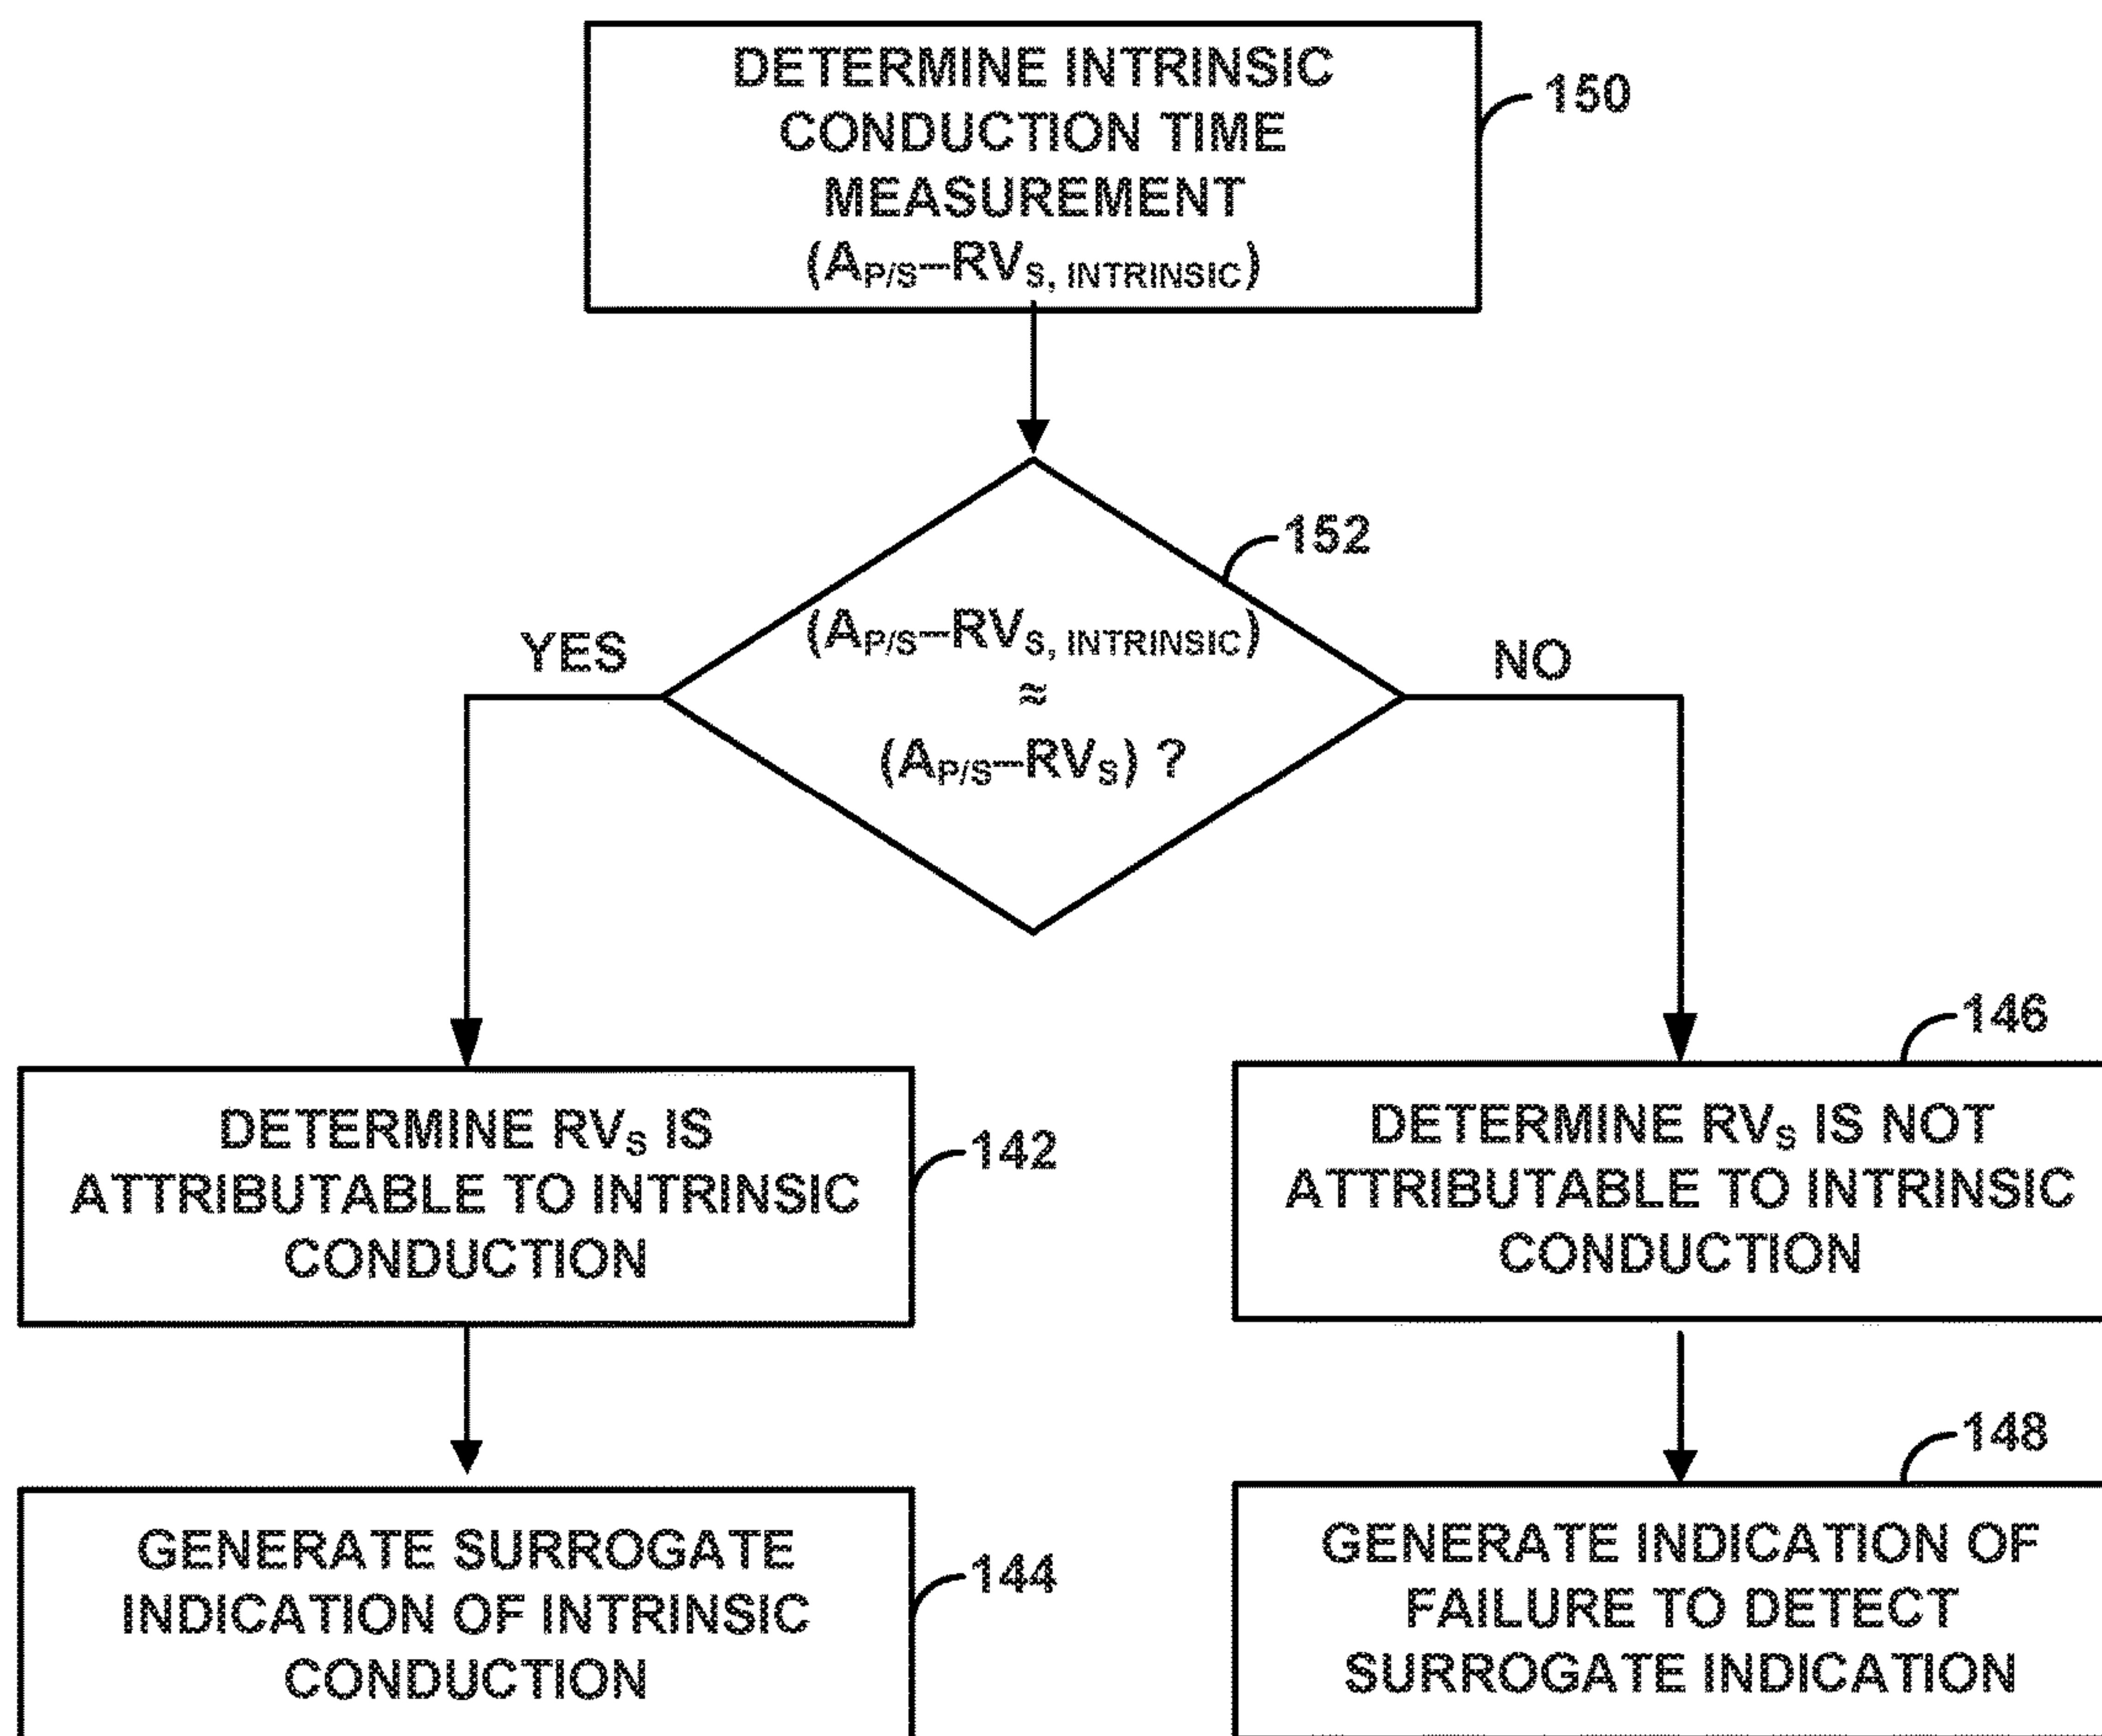 DETERMINE INTRINSIC
CONDUCTION TIME
MEASUREMENT
(AP/S–RVS, INTRINSIC)
150
152
(AP/S–RVS, INTRINSIC)
≈
(AP/S–RVS) ?
YES
NO
146
DETERMINE RVS IS
ATTRIBUTABLE TO INTRINSIC
CONDUCTION
142
DETERMINE RVS IS NOT
ATTRIBUTABLE TO INTRINSIC
CONDUCTION
148
GENERATE SURROGATE
INDICATION OF INTRINSIC
CONDUCTION
144
GENERATE INDICATION OF
FAILURE TO DETECT
SURROGATE INDICATION